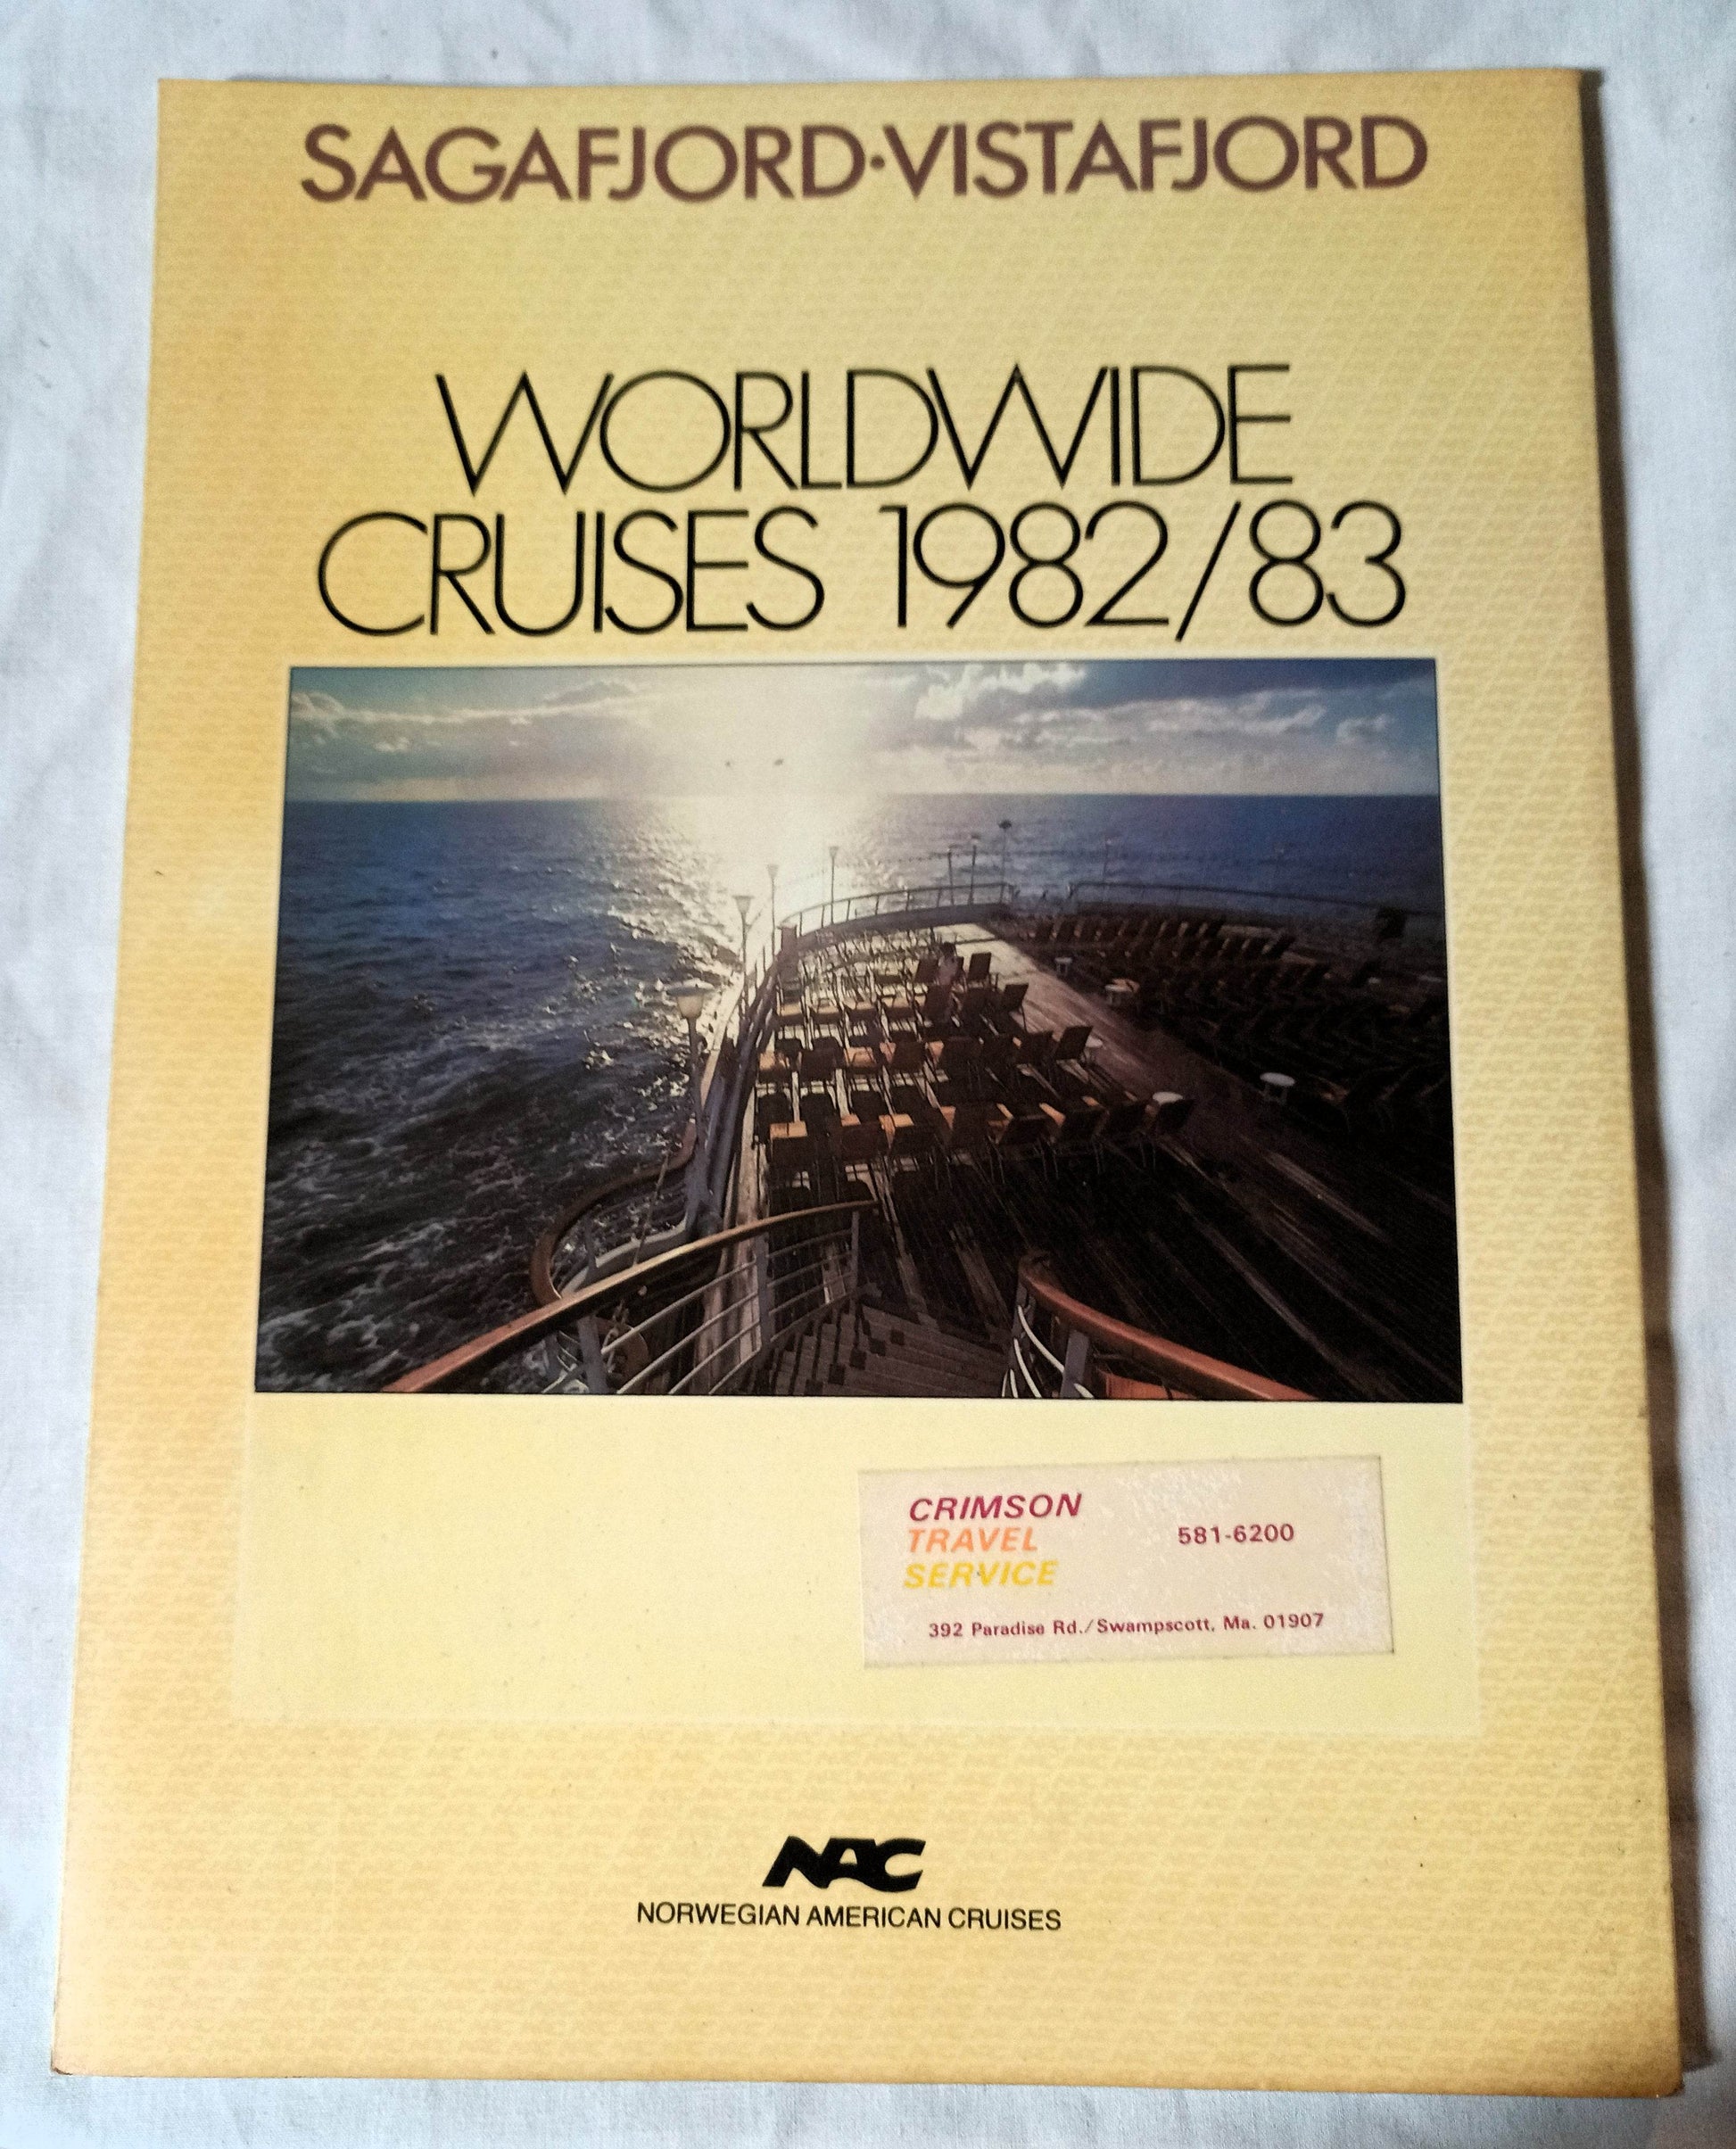 SAGAFJORD·VISTAFJORD
WORLDWIDE
CRUISES 1982/83
CRIMSON
TRAVEL
SERVICE
581-6200
392 Paradise Rd./Swampscott, Ma. 01907
NAC
NORWEGIAN AMERICAN CRUISES